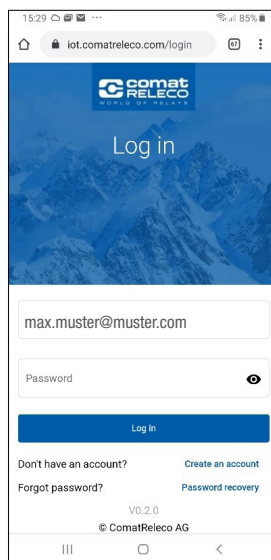 15:29 ... 85%
iot.comatreleco.com/login 67
comat
RELECO
WORLD OF RELAYS
Log in
max.muster@muster.com
Password
Log in
Don't have an account? Create an account
Forgot password? Password recovery
V0.2.0
© ComatReleco AG